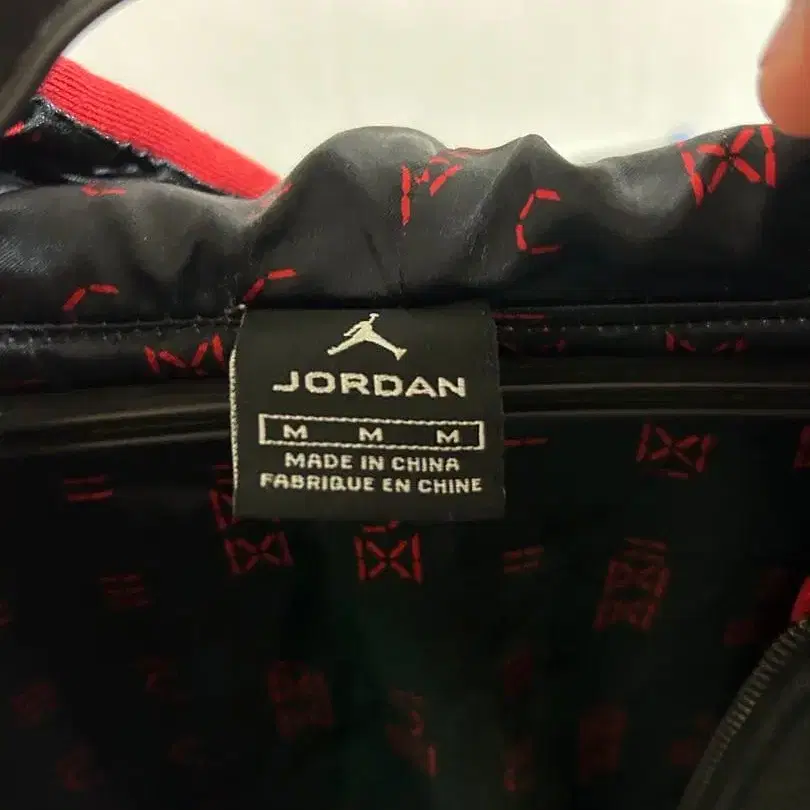 JORDAN
M M M
MADE IN CHINA
FABRIQUE EN CHINE